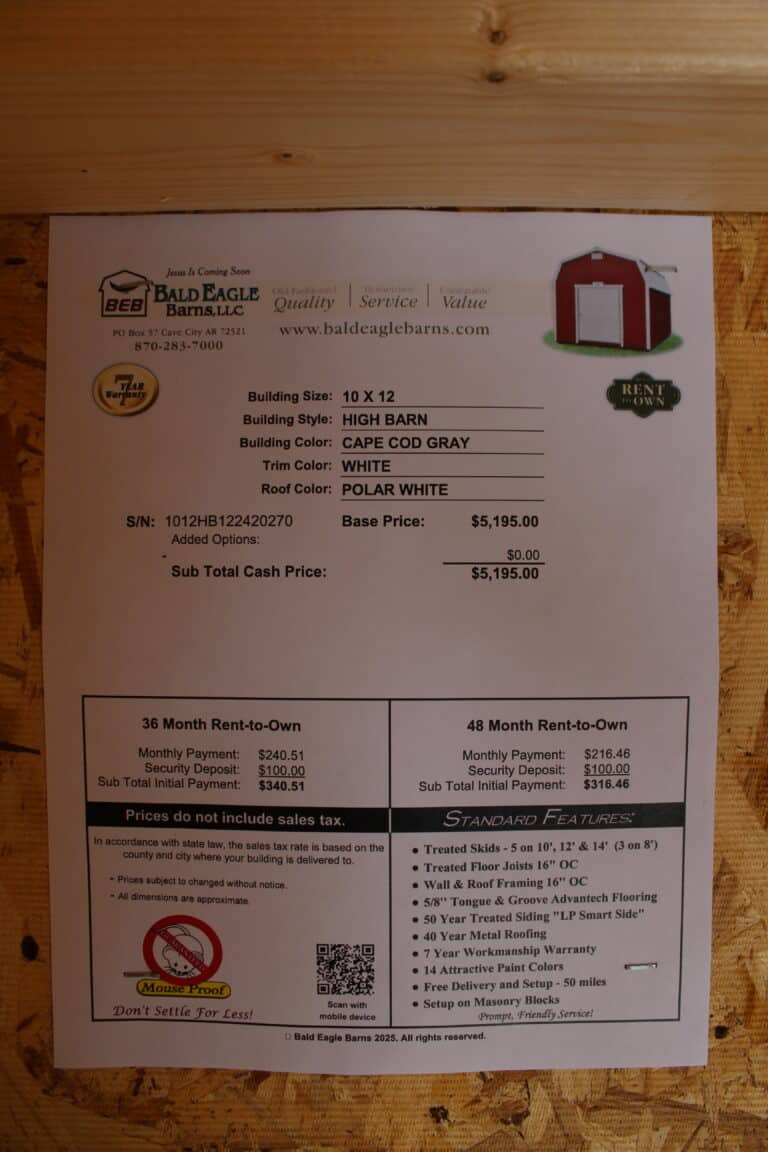 Jesus Is Coming Soon
BEB BALD EAGLE
BARNS, LLC
PO Box 57 Cave City AR 72521
870-283-7000
Old Fashioned Quality | Hometown Service | Unbeatable Value
www.baldeaglebarns.com
7 YEAR Warranty
RENT TO OWN
Building Size: 10 X 12
Building Style: HIGH BARN
Building Color: CAPE COD GRAY
Trim Color: WHITE
Roof Color: POLAR WHITE
S/N: 1012HB122420270 Base Price: $5,195.00
Added Options:
- $0.00
Sub Total Cash Price: $5,195.00
36 Month Rent-to-Own
Monthly Payment: $240.51
Security Deposit: $100.00
Sub Total Initial Payment: $340.51
48 Month Rent-to-Own
Monthly Payment: $216.46
Security Deposit: $100.00
Sub Total Initial Payment: $316.46
Prices do not include sales tax.
In accordance with state law, the sales tax rate is based on the
county and city where your building is delivered to.
- Prices subject to changed without notice.
- All dimensions are approximate.
GUARANTEED
Mouse Proof
Don't Settle For Less!
Scan with
mobile device
STANDARD FEATURES:
• Treated Skids - 5 on 10', 12' & 14' (3 on 8')
• Treated Floor Joists 16" OC
• Wall & Roof Framing 16" OC
• 5/8" Tongue & Groove Advantech Flooring
• 50 Year Treated Siding "LP Smart Side"
• 40 Year Metal Roofing
• 7 Year Workmanship Warranty
• 14 Attractive Paint Colors
• Free Delivery and Setup - 50 miles
• Setup on Masonry Blocks
Prompt, Friendly Service!
Bald Eagle Barns 2025. All rights reserved.